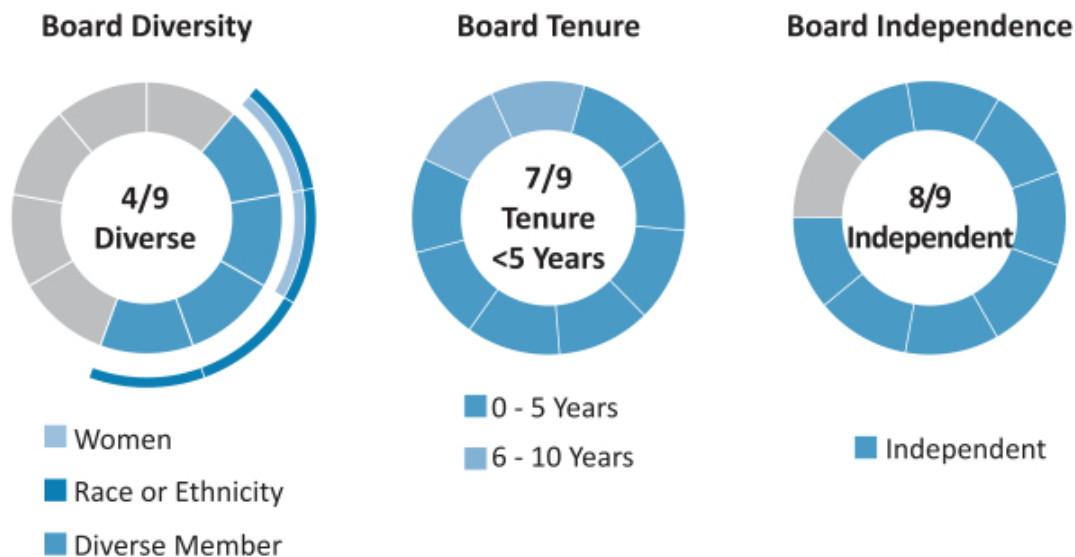 Board Diversity
4/9
Diverse
Women
Race or Ethnicity
Diverse Member
Board Tenure
7/9
Tenure
<5 Years
0 - 5 Years
6 - 10 Years
Board Independence
8/9
Independent
Independent